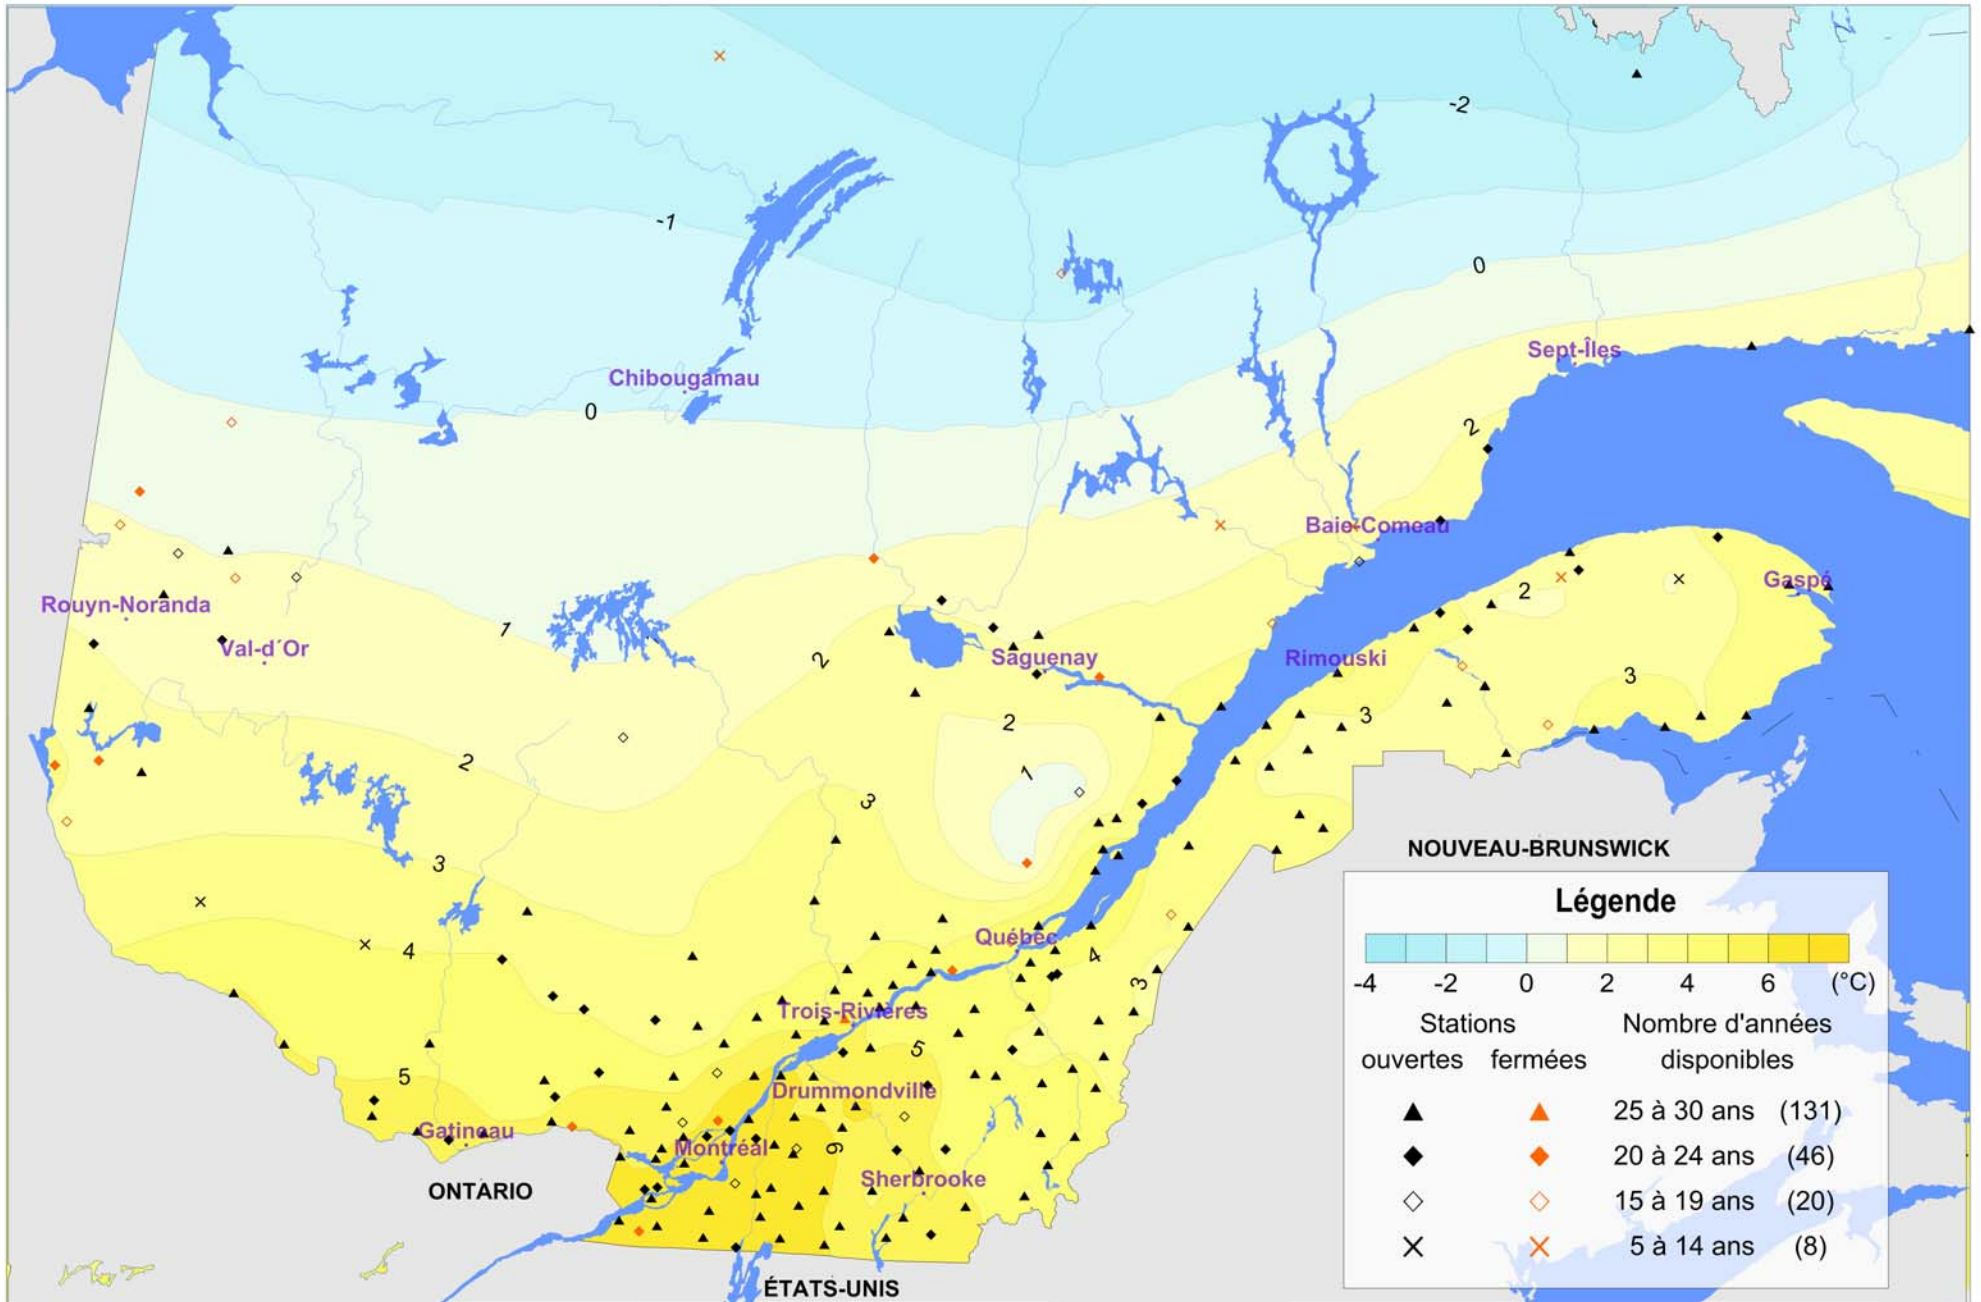 -2
-1
0
Sept-Îles
Chibougamau
0
2
Baie-Comeau
Gaspé
2
Rouyn-Noranda
1
Val-d'Or
2
Saguenay
Rimouski
3
2
3
2
1
3
3
NOUVEAU-BRUNSWICK
4
Québec
4
3
Trois-Rivières
5
5
Drummondville
Gatineau
Montréal
6
Sherbrooke
ONTARIO
ÉTATS-UNIS
Légende
-4 -2 0 2 4 6 (°C)
Stations Nombre d'années
ouvertes fermées disponibles
25 à 30 ans (131)
20 à 24 ans (46)
15 à 19 ans (20)
5 à 14 ans (8)